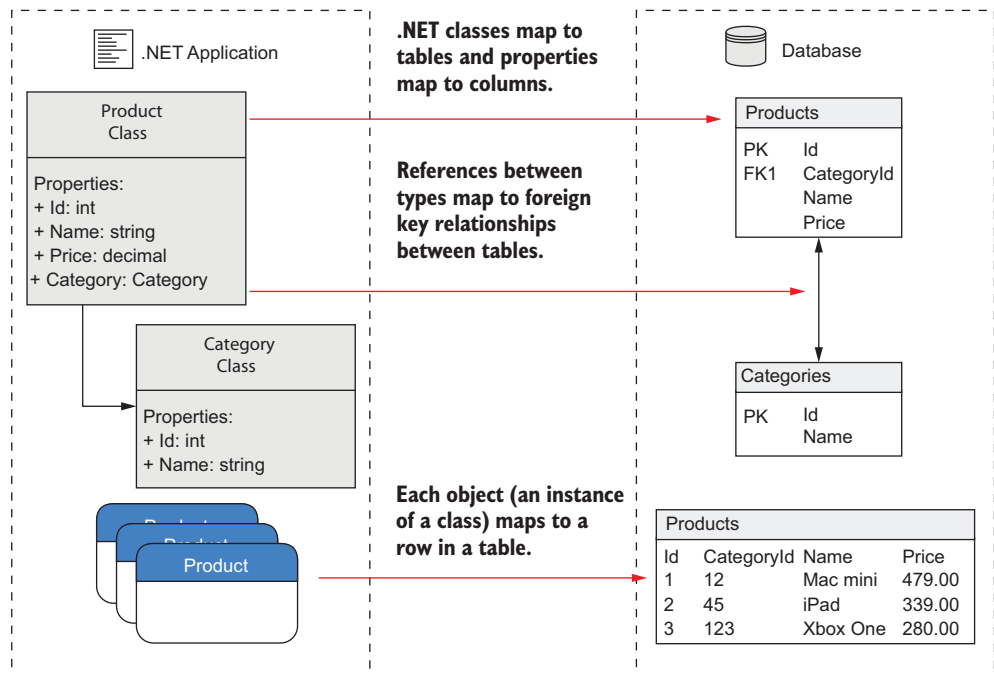 .NET Application
.NET classes map to
tables and properties
map to columns.
Database
Product
Class
Properties:
+ Id: int
+ Name: string
+ Price: decimal
+ Category: Category
References between
types map to foreign
key relationships
between tables.
Products
PK Id
FK1 CategoryId
Name
Price
Category
Class
Properties:
+ Id: int
+ Name: string
Categories
PK Id
Name
Product
Product
Product
Each object (an instance
of a class) maps to a
row in a table.
Products
Id CategoryId Name Price
1 12 Mac mini 479.00
2 45 iPad 339.00
3 123 Xbox One 280.00